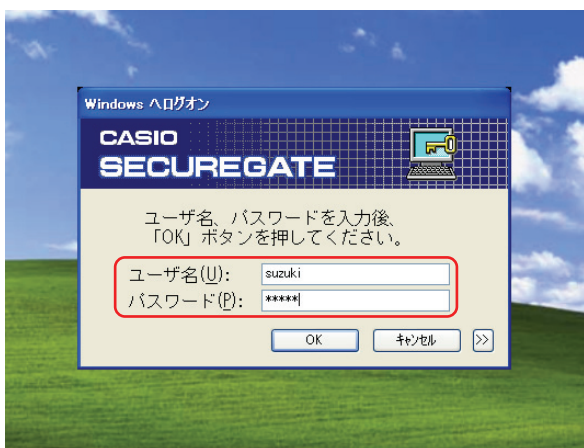 Windows へログオン
CASIO
SECUREGATE
ユーザ名、パスワードを入力後、
「OK」ボタンを押してください。
ユーザ名(U): suzuki
パスワード(P): *****
OK キャンセル >>